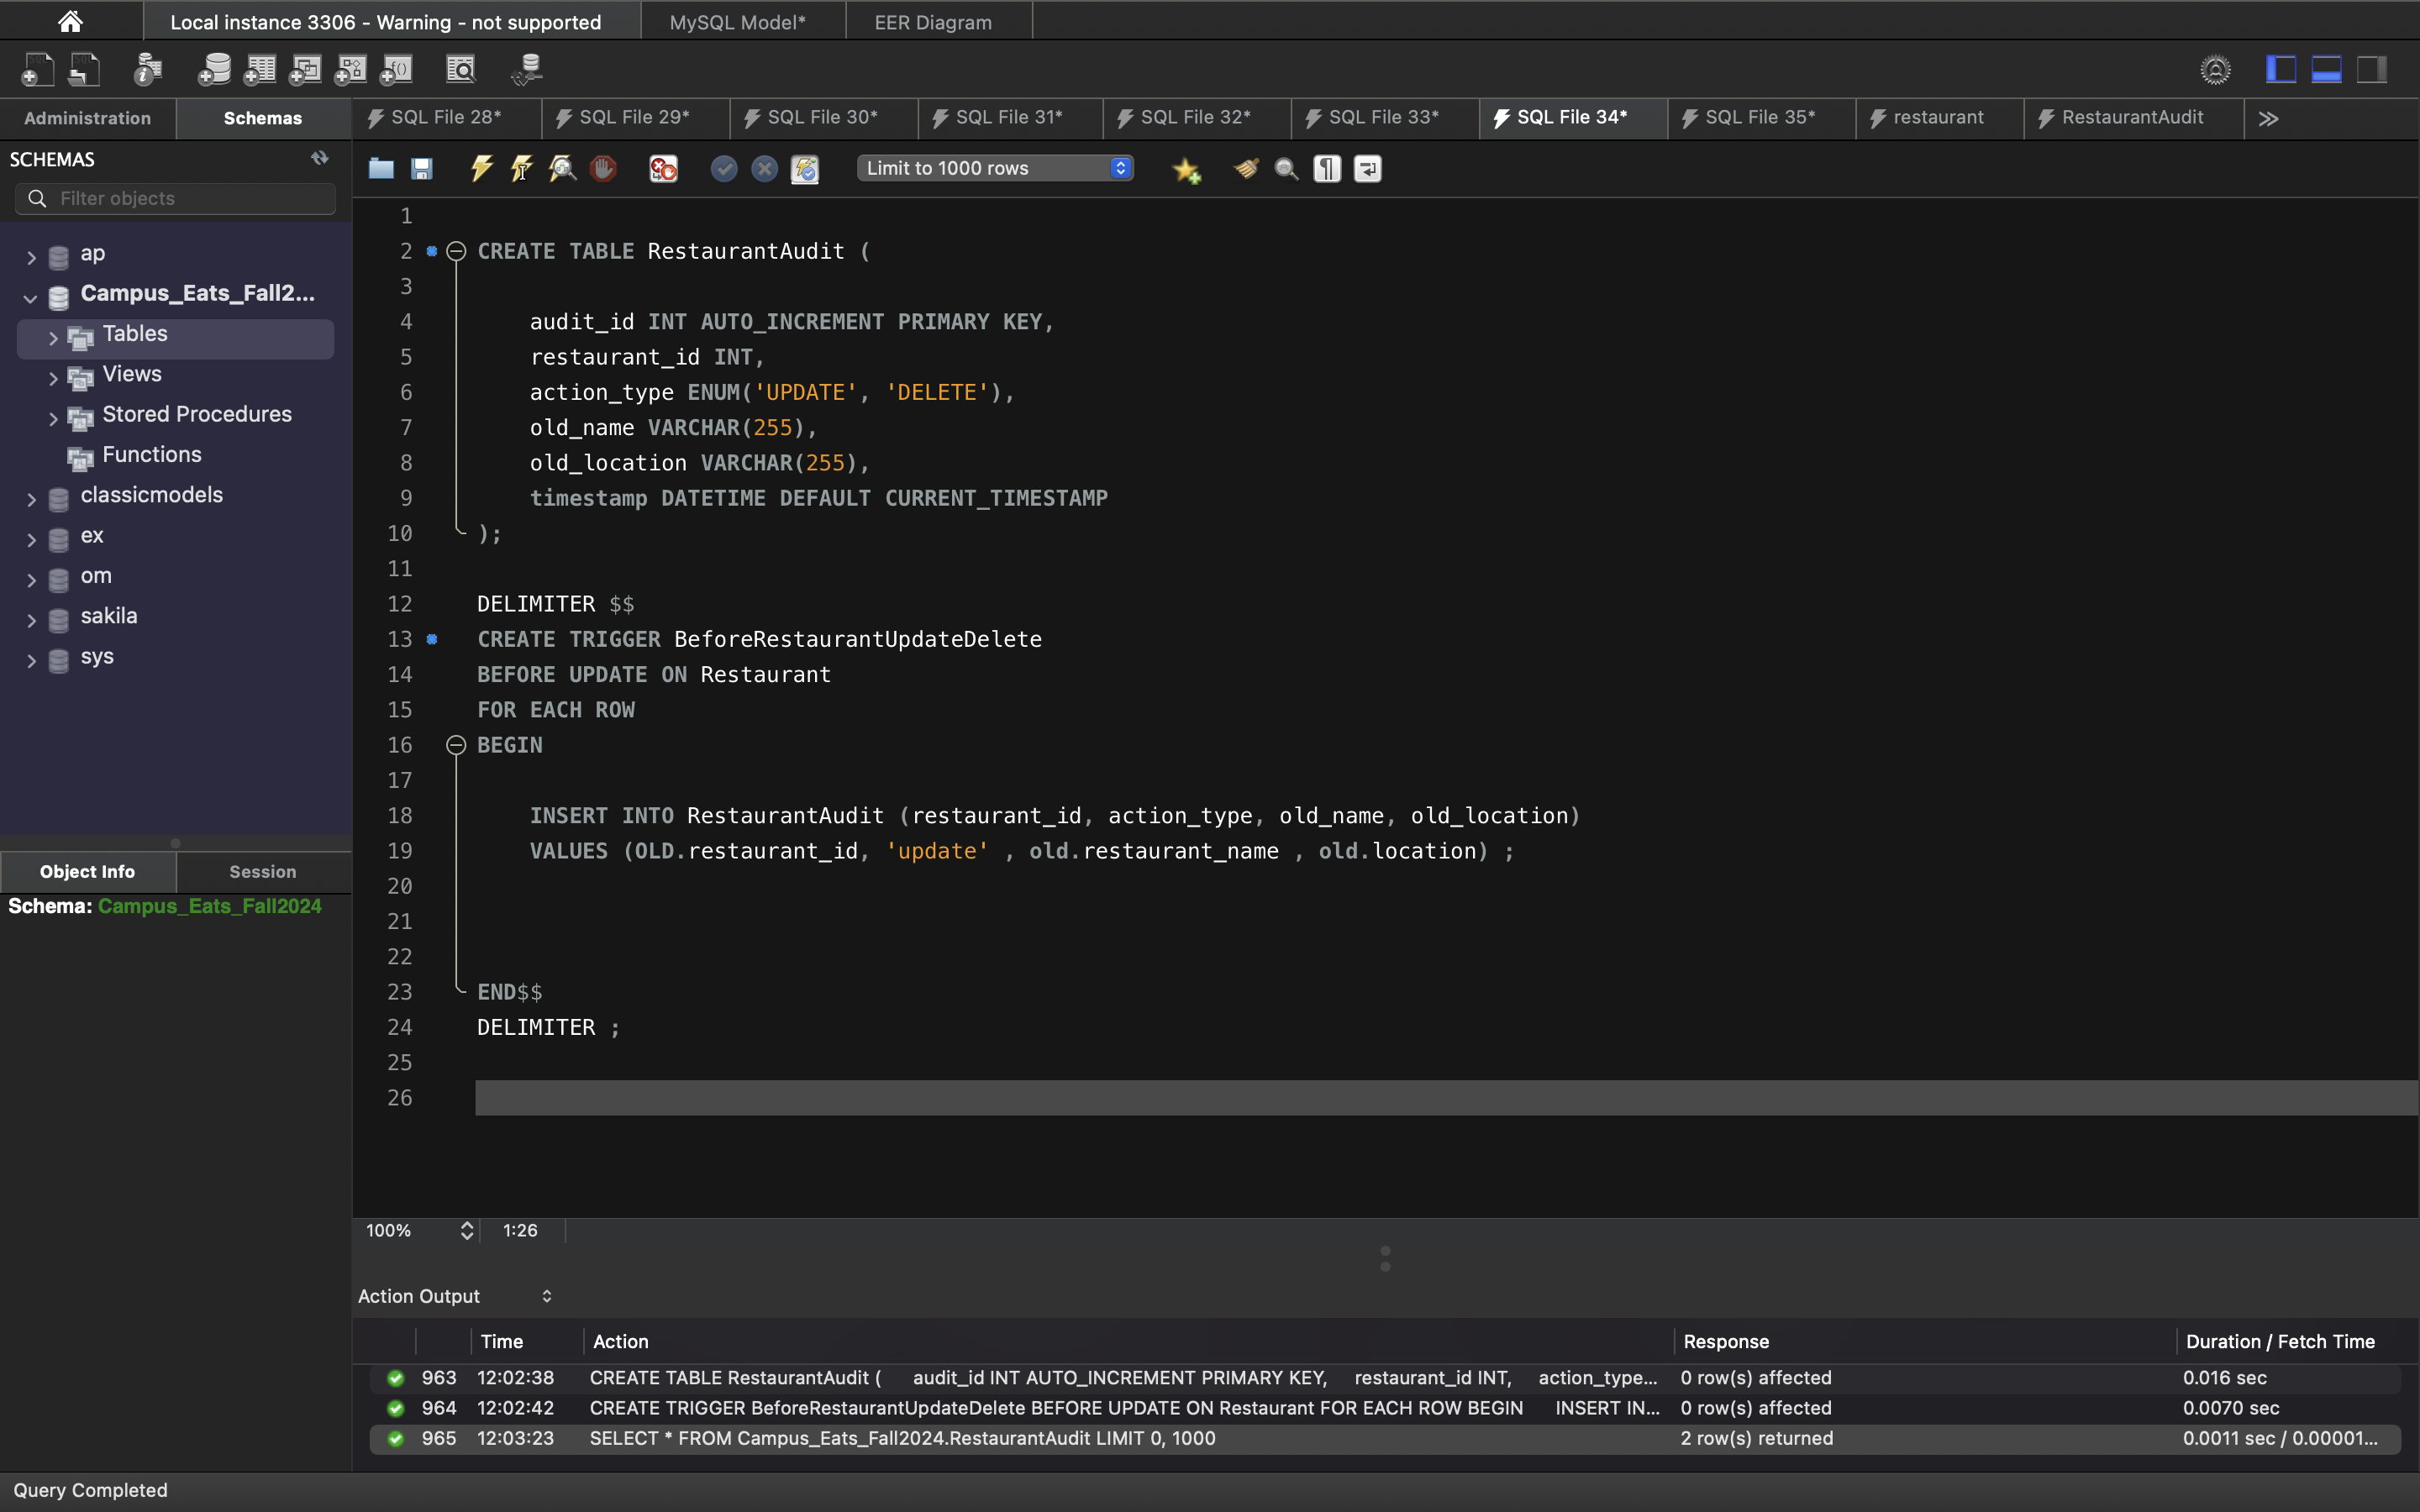 Local instance 3306 - Warning - not supported
MySQL Model*
EER Diagram
Administration
Schemas
SQL File 28*
SQL File 29*
SQL File 30*
SQL File 31*
SQL File 32*
SQL File 33*
SQL File 34*
SQL File 35*
restaurant
RestaurantAudit
SCHEMAS
Filter objects
Limit to 1000 rows
ap
Campus_Eats_Fall2...
Tables
Views
Stored Procedures
Functions
classicmodels
ex
om
sakila
sys
Object Info
Session
Schema: Campus_Eats_Fall2024
1
2 CREATE TABLE RestaurantAudit (
3
4 audit_id INT AUTO_INCREMENT PRIMARY KEY,
5 restaurant_id INT,
6 action_type ENUM('UPDATE', 'DELETE'),
7 old_name VARCHAR(255),
8 old_location VARCHAR(255),
9 timestamp DATETIME DEFAULT CURRENT_TIMESTAMP
10 );
11
12 DELIMITER $$
13 CREATE TRIGGER BeforeRestaurantUpdateDelete
14 BEFORE UPDATE ON Restaurant
15 FOR EACH ROW
16 BEGIN
17
18 INSERT INTO RestaurantAudit (restaurant_id, action_type, old_name, old_location)
19 VALUES (OLD.restaurant_id, 'update' , old.restaurant_name , old.location) ;
20
21
22
23 END$$
24 DELIMITER ;
25
26
100%
1:26
Action Output
Time Action Response Duration / Fetch Time
963 12:02:38 CREATE TABLE RestaurantAudit ( audit_id INT AUTO_INCREMENT PRIMARY KEY, restaurant_id INT, action_type... 0 row(s) affected 0.016 sec
964 12:02:42 CREATE TRIGGER BeforeRestaurantUpdateDelete BEFORE UPDATE ON Restaurant FOR EACH ROW BEGIN INSERT IN... 0 row(s) affected 0.0070 sec
965 12:03:23 SELECT * FROM Campus_Eats_Fall2024.RestaurantAudit LIMIT 0, 1000 2 row(s) returned 0.0011 sec / 0.00001...
Query Completed